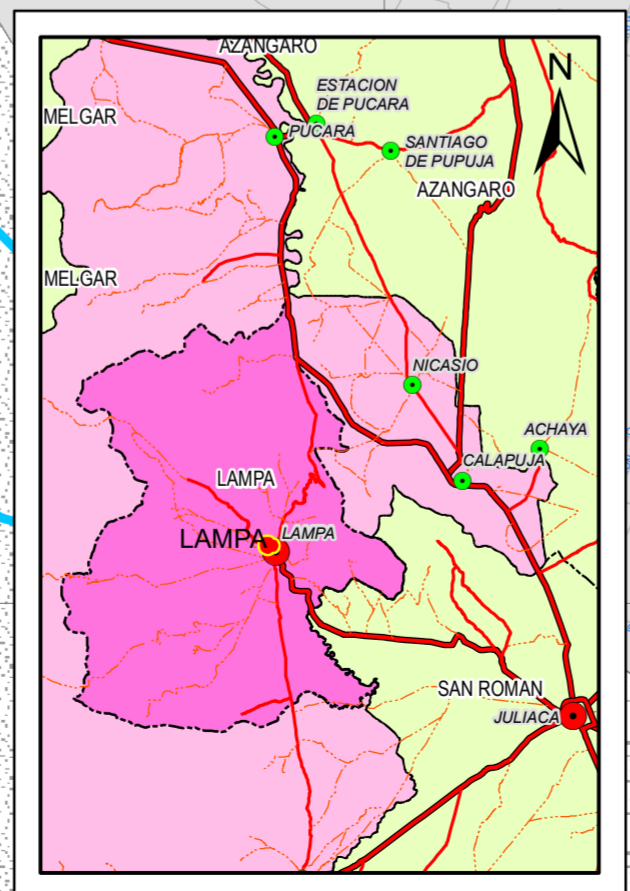 AZANGARO
N
ESTACION
DE PUCARA
MELGAR
PUCARA
SANTIAGO
DE PUPUJA
AZANGARO
MELGAR
NICASIO
ACHAYA
CALAPUJA
LAMPA
LAMPA
LAMPA
SAN ROMAN
JULIACA